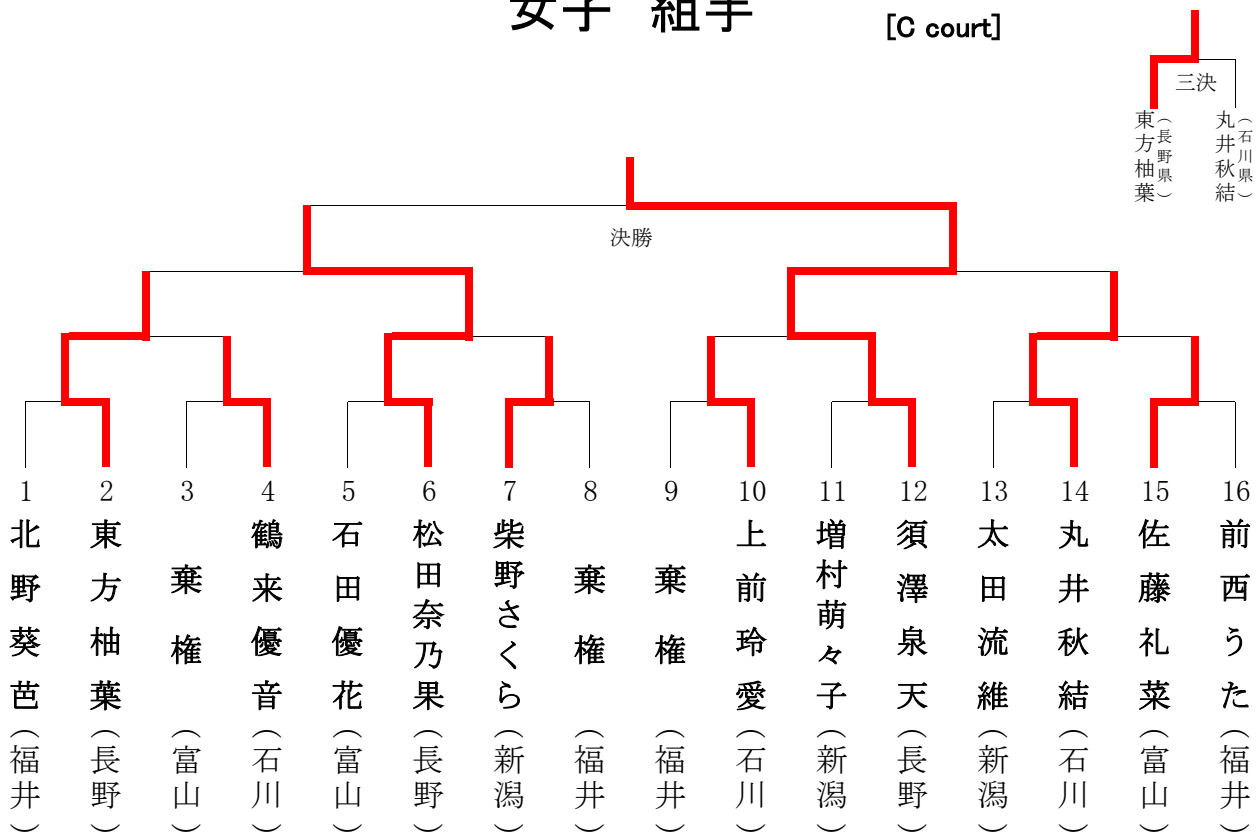 女子　組手
[C court]
三決
東方柚葉（長野県）
丸井秋結（石川県）
決勝
1 北野葵芭（福井）
2 東方柚葉（長野）
3 棄権（富山）
4 鶴来優音（石川）
5 石田優花（富山）
6 松田奈乃果（長野）
7 柴野さくら（新潟）
8 棄権（福井）
9 棄権（福井）
10 上前玲愛（石川）
11 増村萌々子（新潟）
12 須澤泉天（長野）
13 太田流維（新潟）
14 丸井秋結（石川）
15 佐藤礼菜（富山）
16 前西うた（福井）